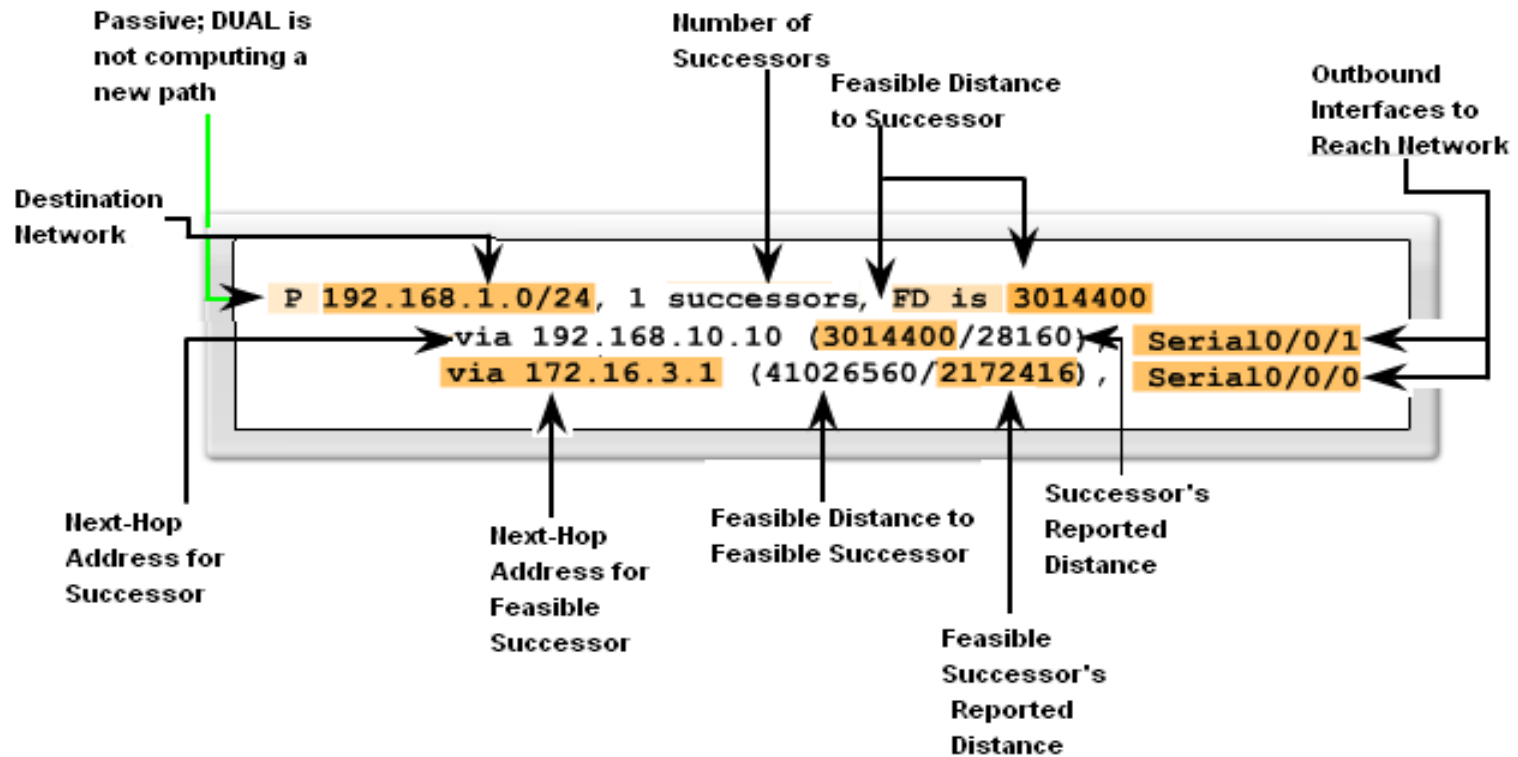 Passive; DUAL is
not computing a
new path
Number of
Successors
Feasible Distance
to Successor
Outbound
Interfaces to
Reach Network
Destination
Network
P 192.168.1.0/24, 1 successors, FD is 3014400
via 192.168.10.10 (3014400/28160), Serial0/0/1
via 172.16.3.1 (41026560/2172416), Serial0/0/0
Next-Hop
Address for
Successor
Next-Hop
Address for
Feasible
Successor
Feasible Distance to
Feasible Successor
Successor's
Reported
Distance
Feasible
Successor's
Reported
Distance